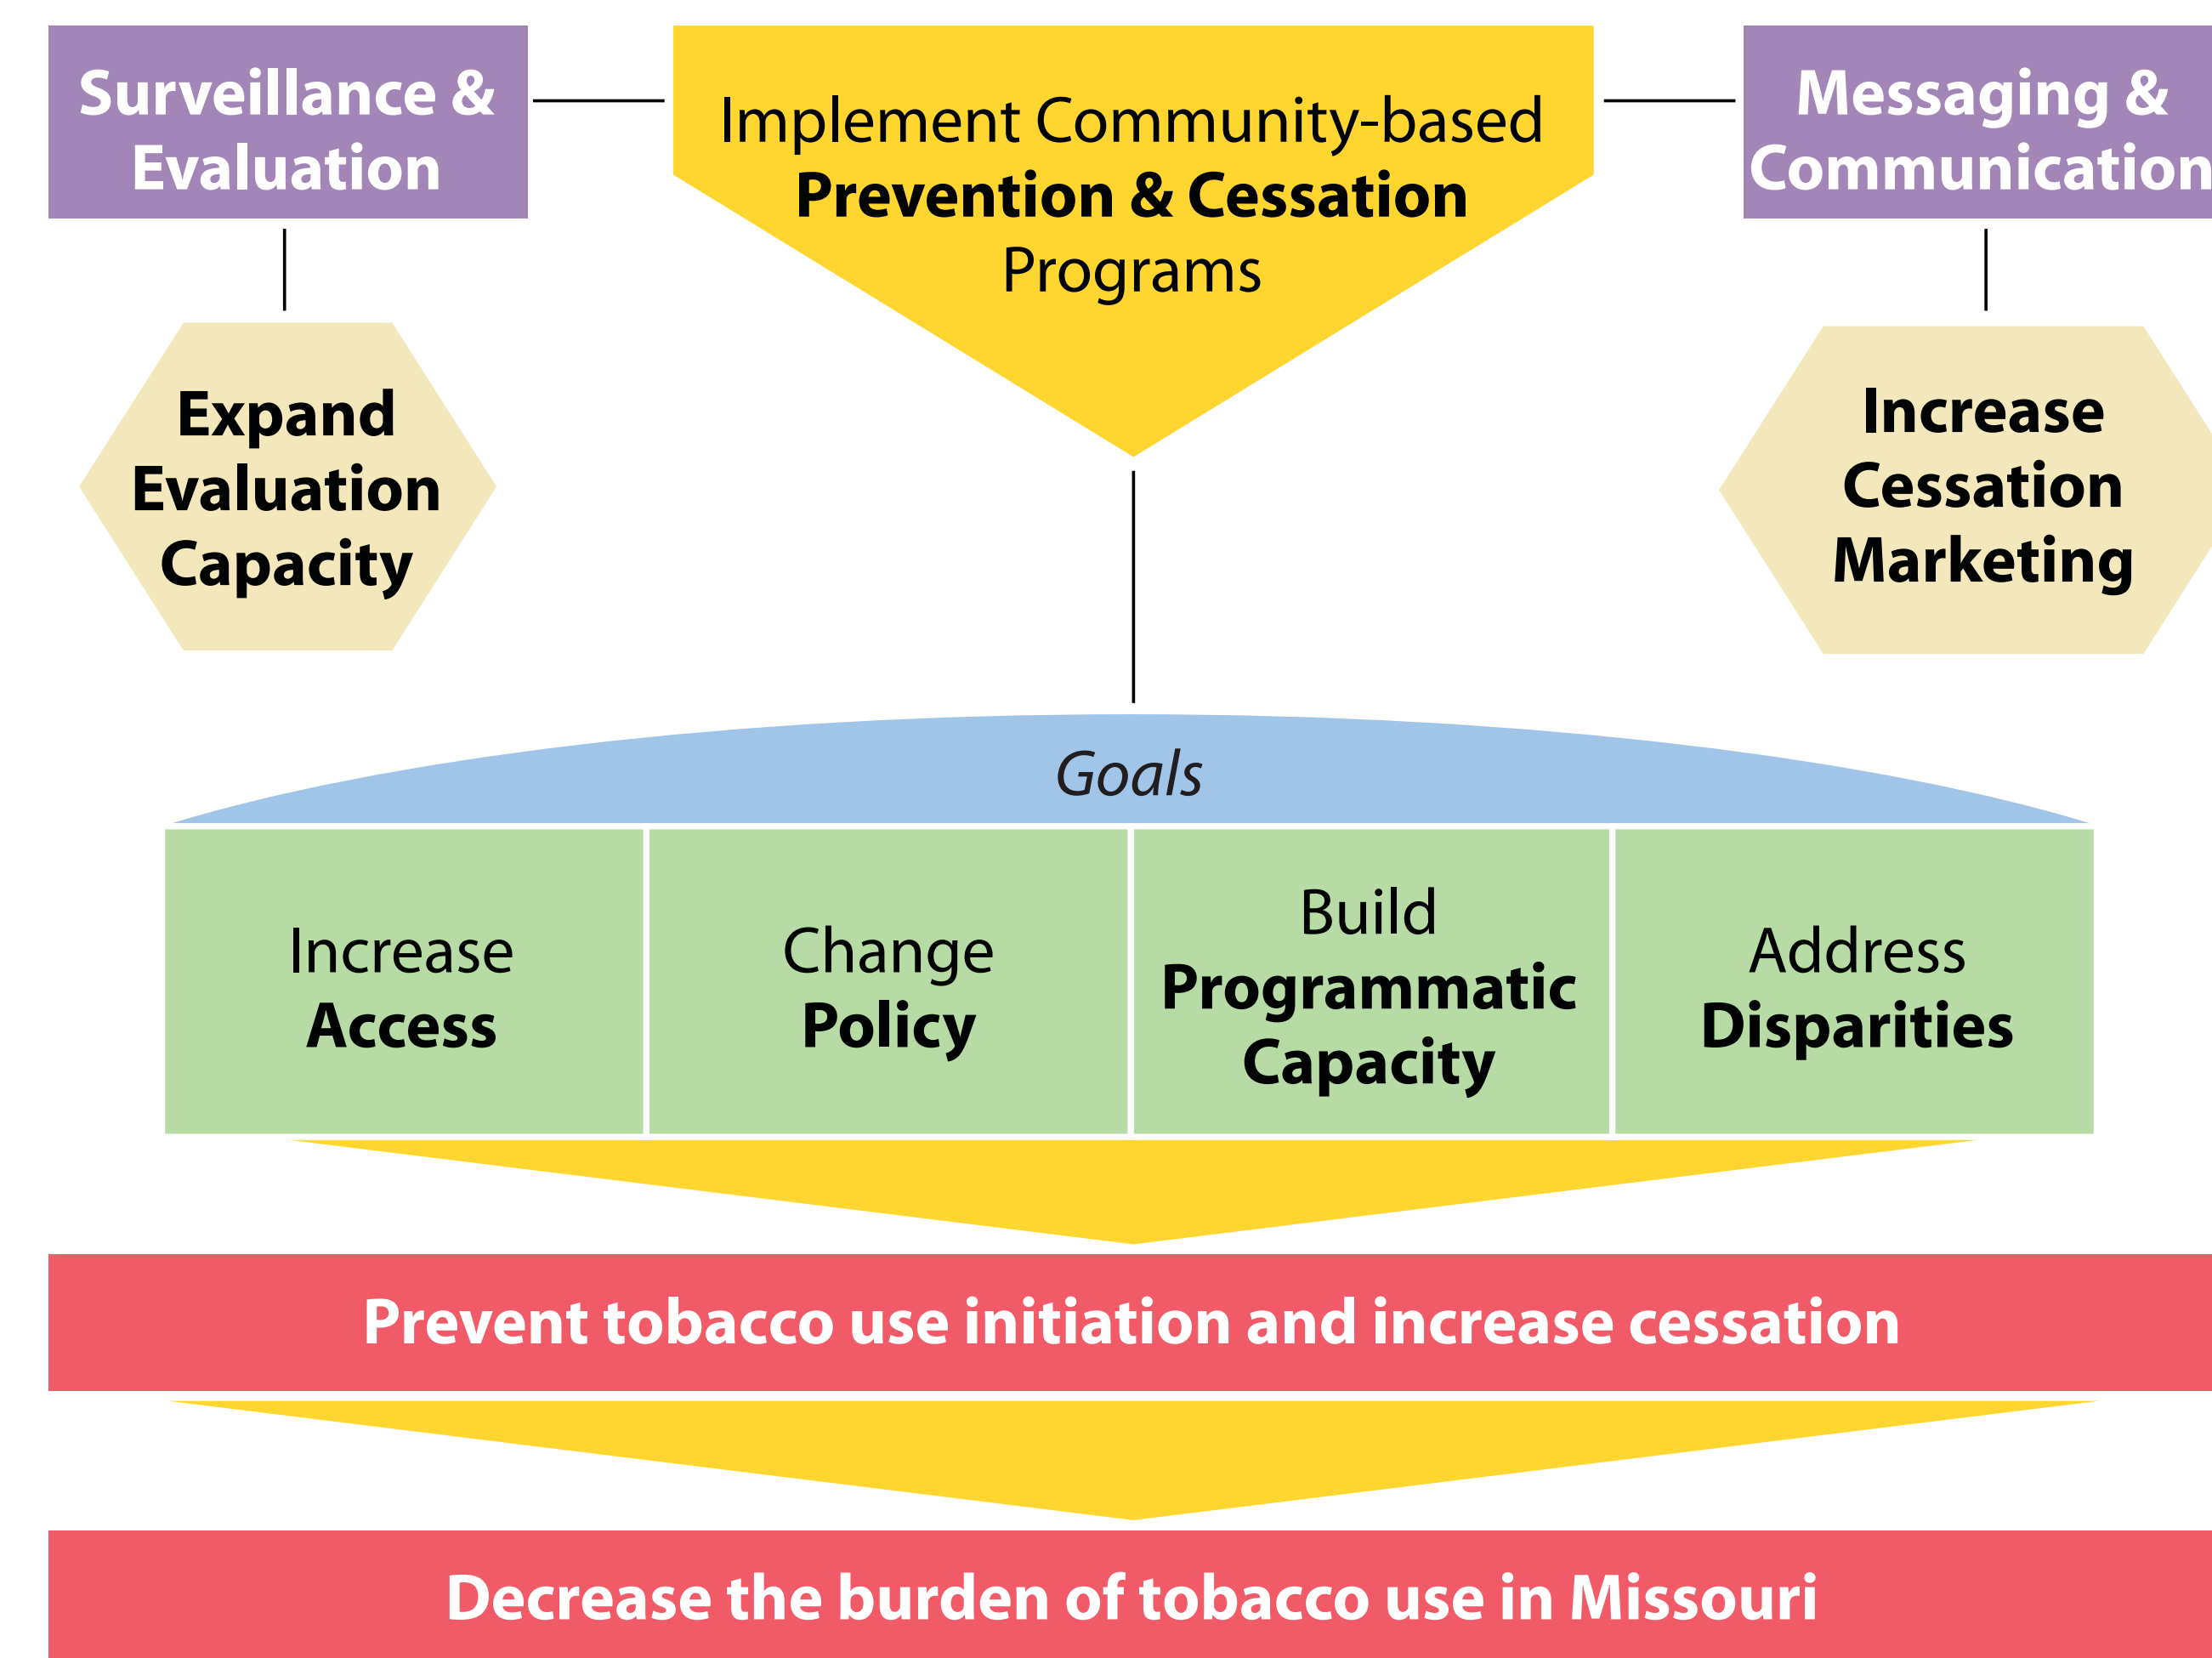 Surveillance &
Evaluation
Implement Community-based
Prevention & Cessation
Programs
Messaging &
Communication
Expand
Evaluation
Capacity
Increase
Cessation
Marketing
Goals
Increase
Access
Change
Policy
Build
Programmatic
Capacity
Address
Disparities
Prevent tobacco use initiation and increase cessation
Decrease the burden of tobacco use in Missouri